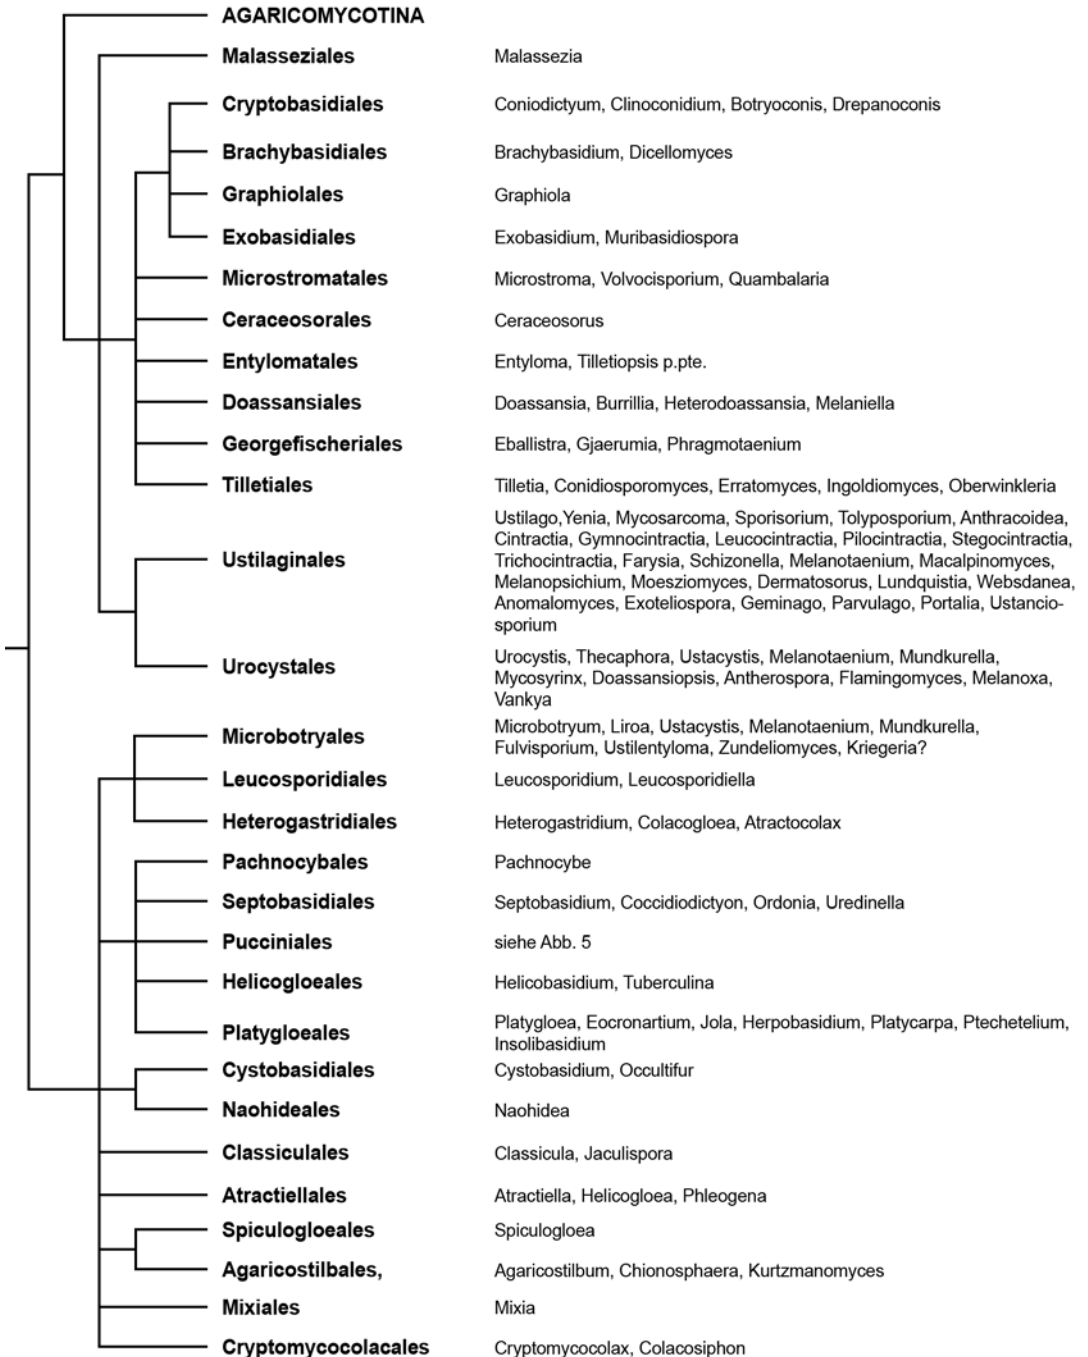 AGARICOMYCOTINA
Malasseziales Malassezia
Cryptobasidiales Coniodictyum, Clinoconidium, Botryoconis, Drepanoconis
Brachybasidiales Brachybasidium, Dicellomyces
Graphiolales Graphiola
Exobasidiales Exobasidium, Muribasidiospora
Microstromatales Microstroma, Volvocisporium, Quambalaria
Ceraceosorales Ceraceosorus
Entylomatales Entyloma, Tilletiopsis p.pte.
Doassansiales Doassansia, Burrillia, Heterodoassansia, Melaniella
Georgefischeriales Eballistra, Gjaerumia, Phragmotaenium
Tilletiales Tilletia, Conidiosporomyces, Erratomyces, Ingoldiomyces, Oberwinkleria
Ustilaginales
Ustilago,Yenia, Mycosarcoma, Sporisorium, Tolyposporium, Anthracoidea,
Cintractia, Gymnocintractia, Leucocintractia, Pilocintractia, Stegocintractia,
Trichocintractia, Farysia, Schizonella, Melanotaenium, Macalpinomyces,
Melanopsichium, Moesziomyces, Dermatosorus, Lundquistia, Websdanea,
Anomalomyces, Exoteliospora, Geminago, Parvulago, Portalia, Ustancio-
sporium
Urocystales
Urocystis, Thecaphora, Ustacystis, Melanotaenium, Mundkurella,
Mycosyrinx, Doassansiopsis, Antherospora, Flamingomyces, Melanoxa,
Vankya
Microbotryales
Microbotryum, Liroa, Ustacystis, Melanotaenium, Mundkurella,
Fulvisporium, Ustilentyloma, Zundeliomyces, Kriegeria?
Leucosporidiales Leucosporidium, Leucosporidiella
Heterogastridiales Heterogastridium, Colacogloea, Atractocolax
Pachnocybales Pachnocybe
Septobasidiales Septobasidium, Coccidiodictyon, Ordonia, Uredinella
Pucciniales siehe Abb. 5
Helicogloeales Helicobasidium, Tuberculina
Platygloeales
Platygloea, Eocronartium, Jola, Herpobasidium, Platycarpa, Ptechetelium,
Insolibasidium
Cystobasidiales Cystobasidium, Occultifur
Naohideales Naohidea
Classiculales Classicula, Jaculispora
Atractiellales Atractiella, Helicogloea, Phleogena
Spiculogloeales Spiculogloea
Agaricostilbales, Agaricostilbum, Chionosphaera, Kurtzmanomyces
Mixiales Mixia
Cryptomycocolacales Cryptomycocolax, Colacosiphon